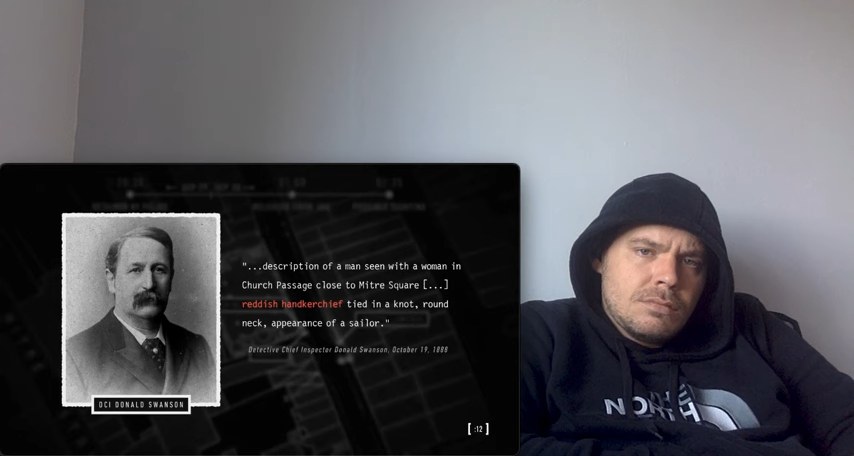 "...description of a man seen with a woman in
Church Passage close to Mitre Square [...]
reddish handkerchief tied in a knot, round
neck, appearance of a sailor."
Detective Chief Inspector Donald Swanson, October 19, 1888
DCI DONALD SWANSON
[ :12 ]
NORTH